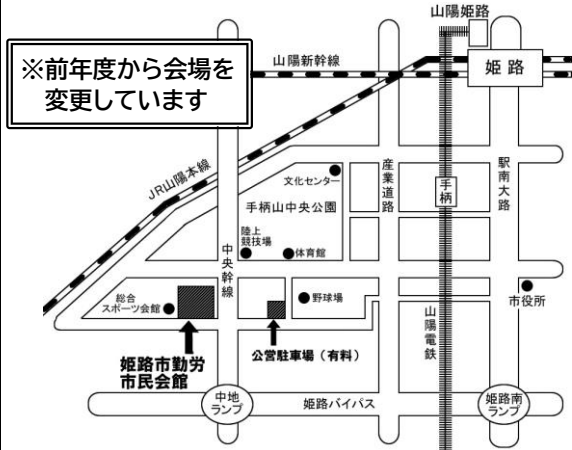 山陽姫路
※前年度から会場を
変更しています
山陽新幹線
姫路
JR山陽本線
文化センター
産業道路
手柄
駅南大路
手柄山中央公園
陸上
競技場
体育館
中央幹線
総合
スポーツ会館
野球場
市役所
山陽電鉄
姫路市勤労
市民会館
公営駐車場（有料）
中地
ランプ
姫路バイパス
姫路南
ランプ